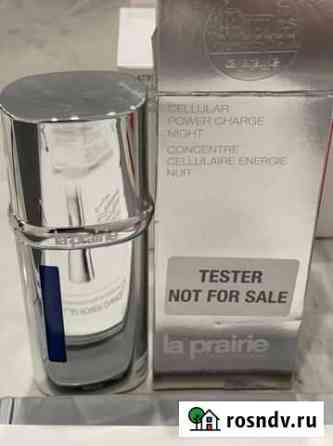 CELLULAR
POWER CHARGE
NIGHT
CONCENTRE
CELLULAIRE ENERGIE
NUIT
TESTER
NOT FOR SALE
la prairie
la prairie
rosndv.ru